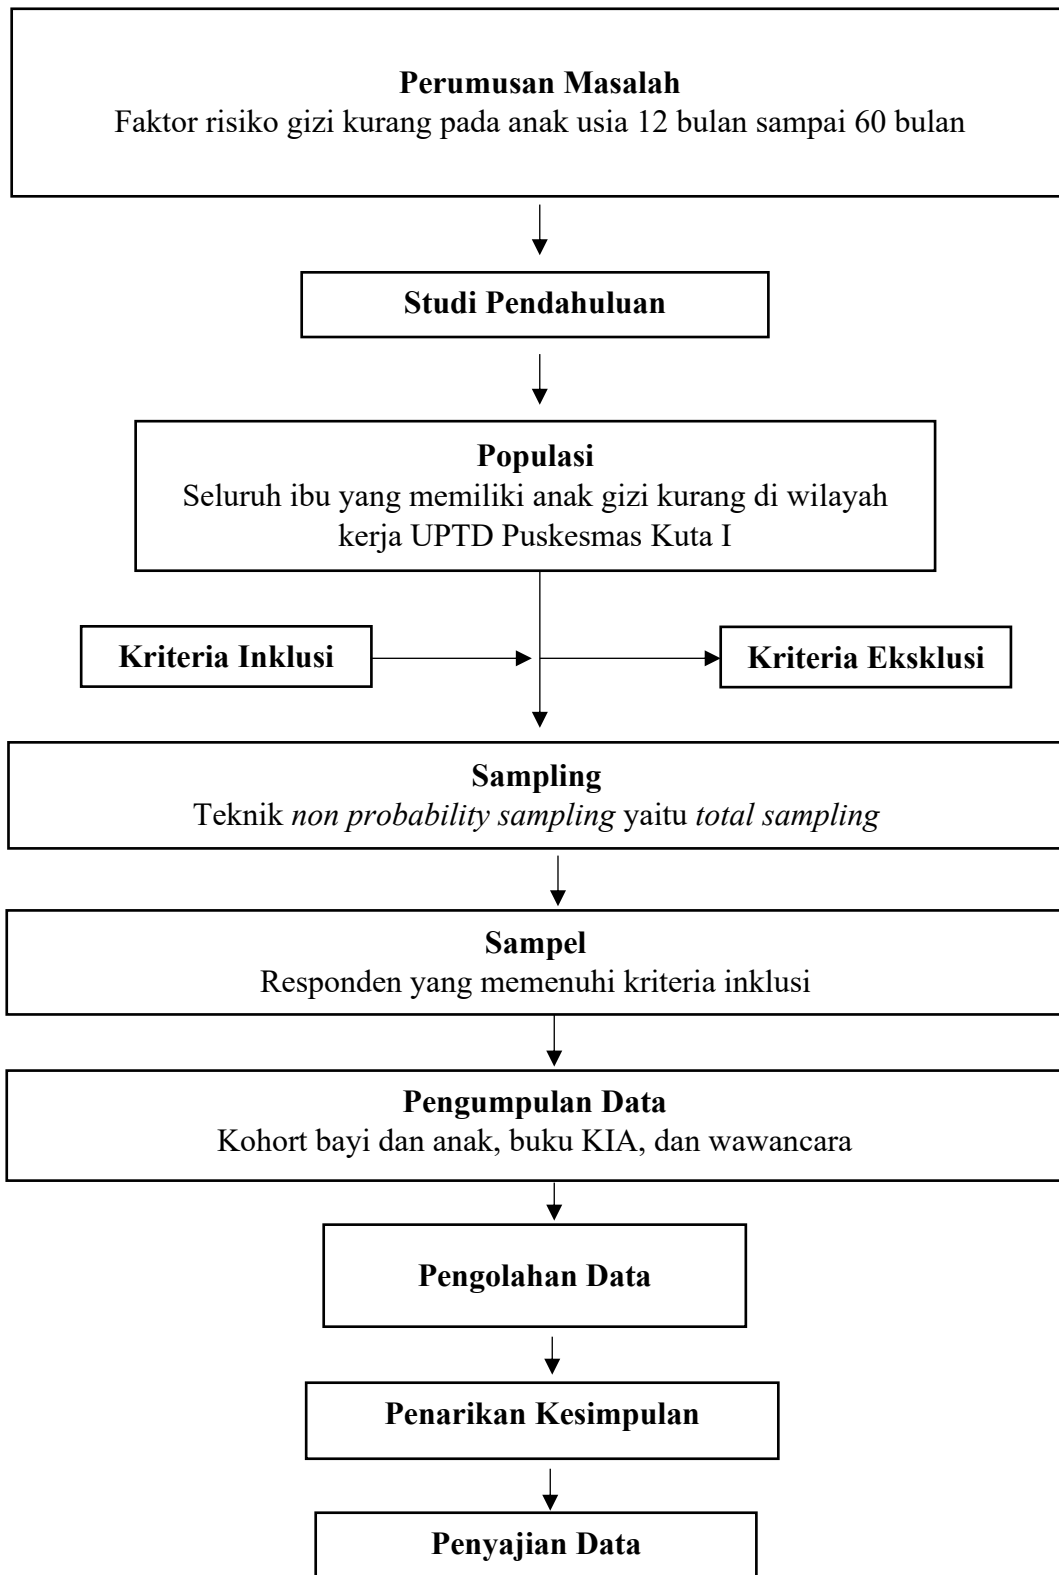 Perumusan Masalah
Faktor risiko gizi kurang pada anak usia 12 bulan sampai 60 bulan
Studi Pendahuluan
Populasi
Seluruh ibu yang memiliki anak gizi kurang di wilayah
kerja UPTD Puskesmas Kuta I
Kriteria Inklusi
Kriteria Eksklusi
Sampling
Teknik non probability sampling yaitu total sampling
Sampel
Responden yang memenuhi kriteria inklusi
Pengumpulan Data
Kohort bayi dan anak, buku KIA, dan wawancara
Pengolahan Data
Penarikan Kesimpulan
Penyajian Data